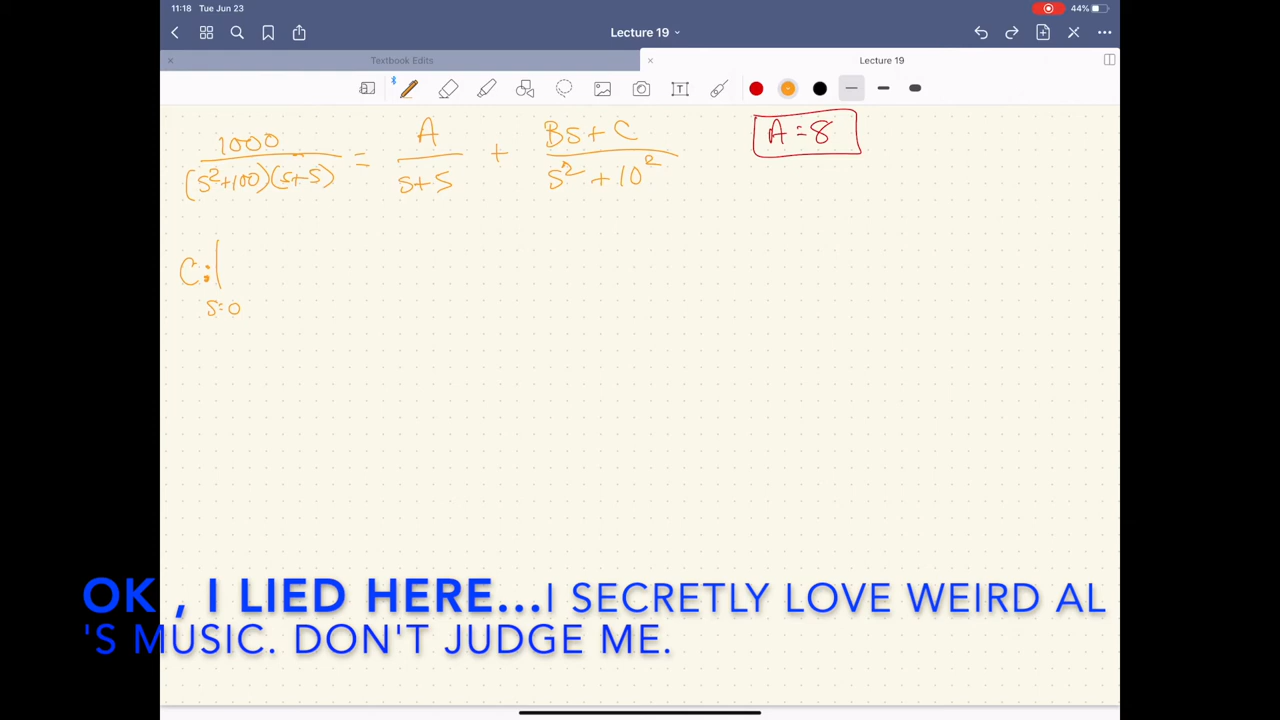 11:18 Tue Jun 23
44%
Lecture 19
Textbook Edits
Lecture 19
1000/((s²+100)(s+5)) = A/(s+5) + (Bs+C)/(s²+10²)
A=8
C:|
s=0
OK , I LIED HERE...I SECRETLY LOVE WEIRD AL
'S MUSIC. DON'T JUDGE ME.